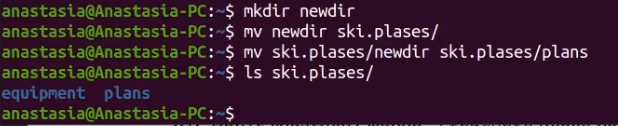 anastasia@Anastasia-PC:~$ mkdir newdir
anastasia@Anastasia-PC:~$ mv newdir ski.plases/
anastasia@Anastasia-PC:~$ mv ski.plases/newdir ski.plases/plans
anastasia@Anastasia-PC:~$ ls ski.plases/
equipment  plans
anastasia@Anastasia-PC:~$